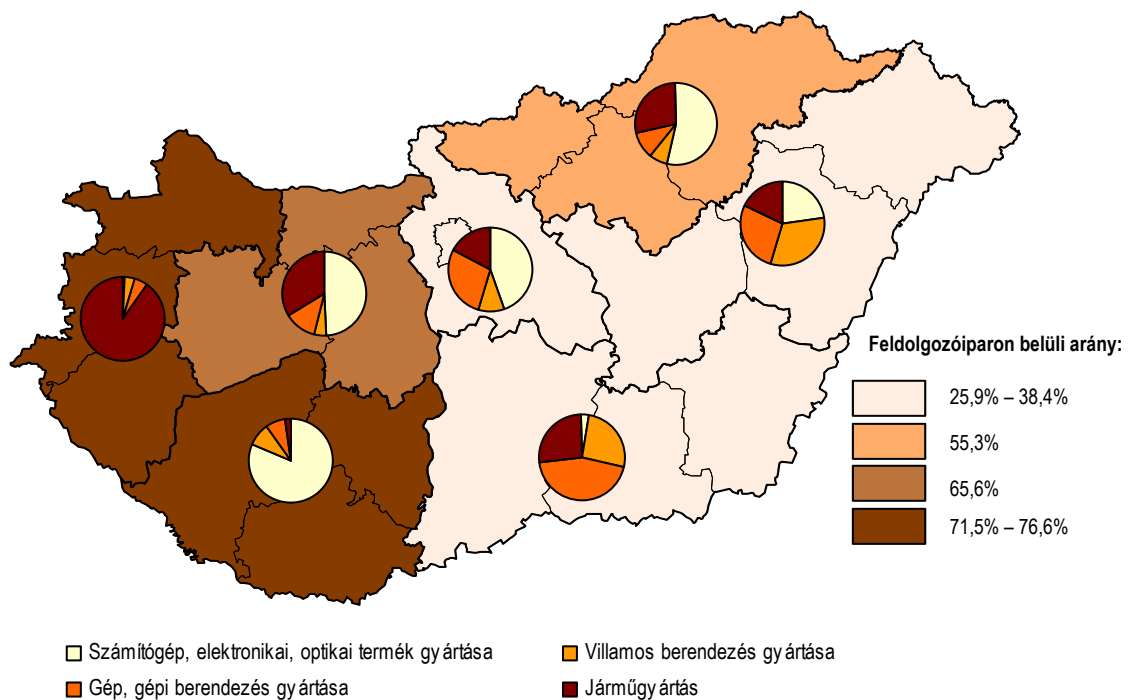 Feldolgozóiparon belüli arány:
25,9% – 38,4%
55,3%
65,6%
71,5% – 76,6%
Számítógép, elektronikai, optikai termék gyártása
Villamos berendezés gyártása
Gép, gépi berendezés gyártása
Járműgyártás